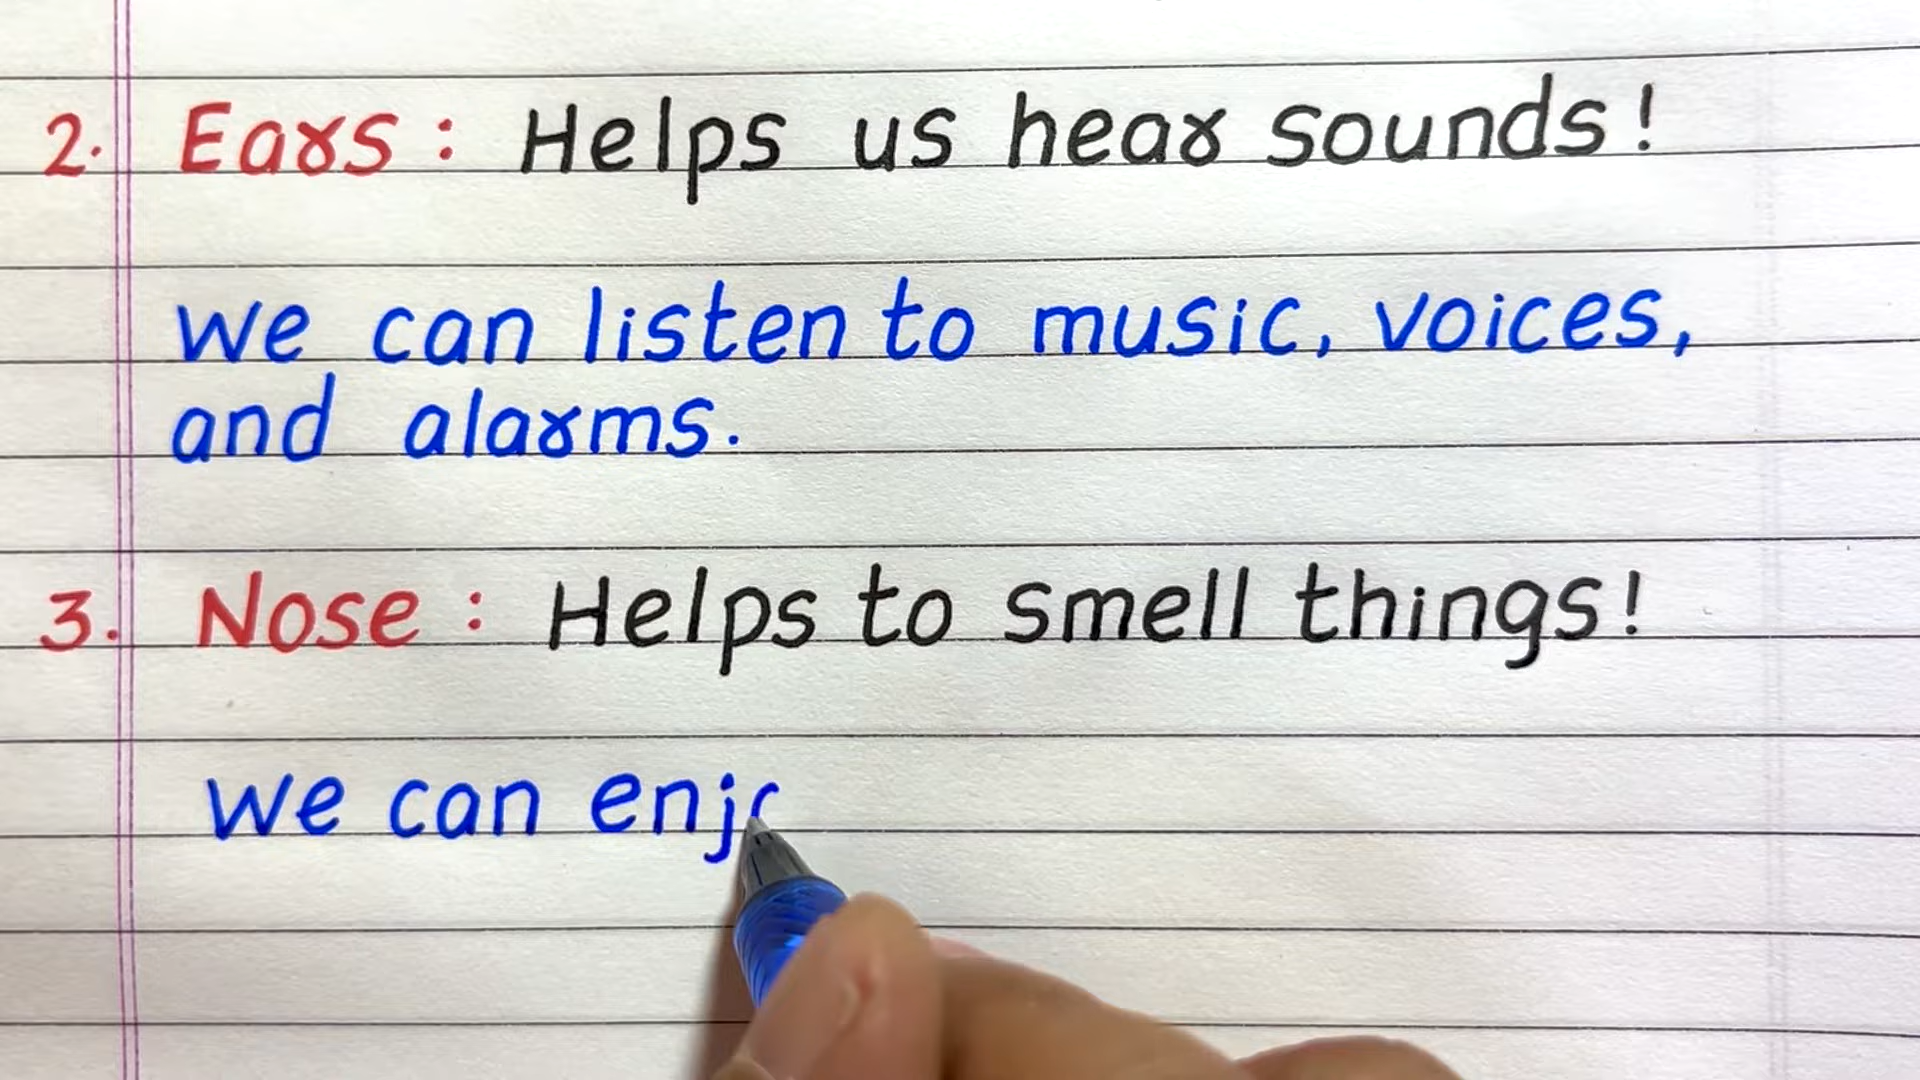 2. Ears : Helps us hear sounds!
we can listen to music, voices,
and alarms.
3. Nose : Helps to smell things!
we can